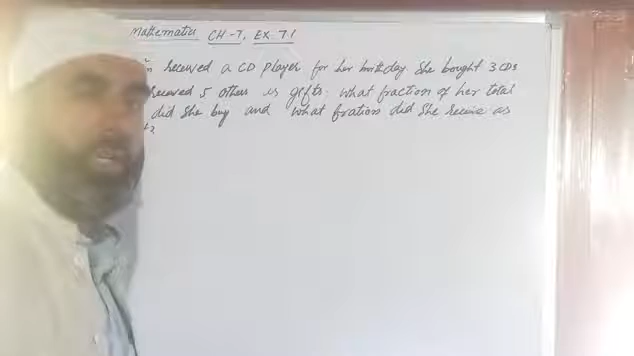 Mathematics CH-7, EX-7.1
n received a CD player for her birthday. She bought 3 CDs
received 5 others as gifts. what fraction of her total
did she buy and what fration did she receive as